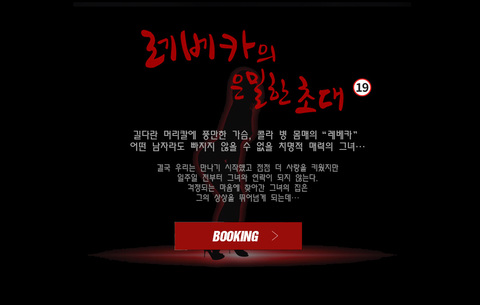 레베카의
은밀한 초대 19
길다란 머리칼에 풍만한 가슴, 콜라 병 몸매의 "레베카"
어떤 남자라도 빠지지 않을 수 없을 치명적 매력의 그녀…
결국 우리는 만나기 시작했고 점점 더 사랑을 키웠지만
일주일 전부터 그녀와 연락이 되지 않는다.
걱정되는 마음에 찾아간 그녀의 집은
그의 상상을 뛰어넘게 되는데…
BOOKING